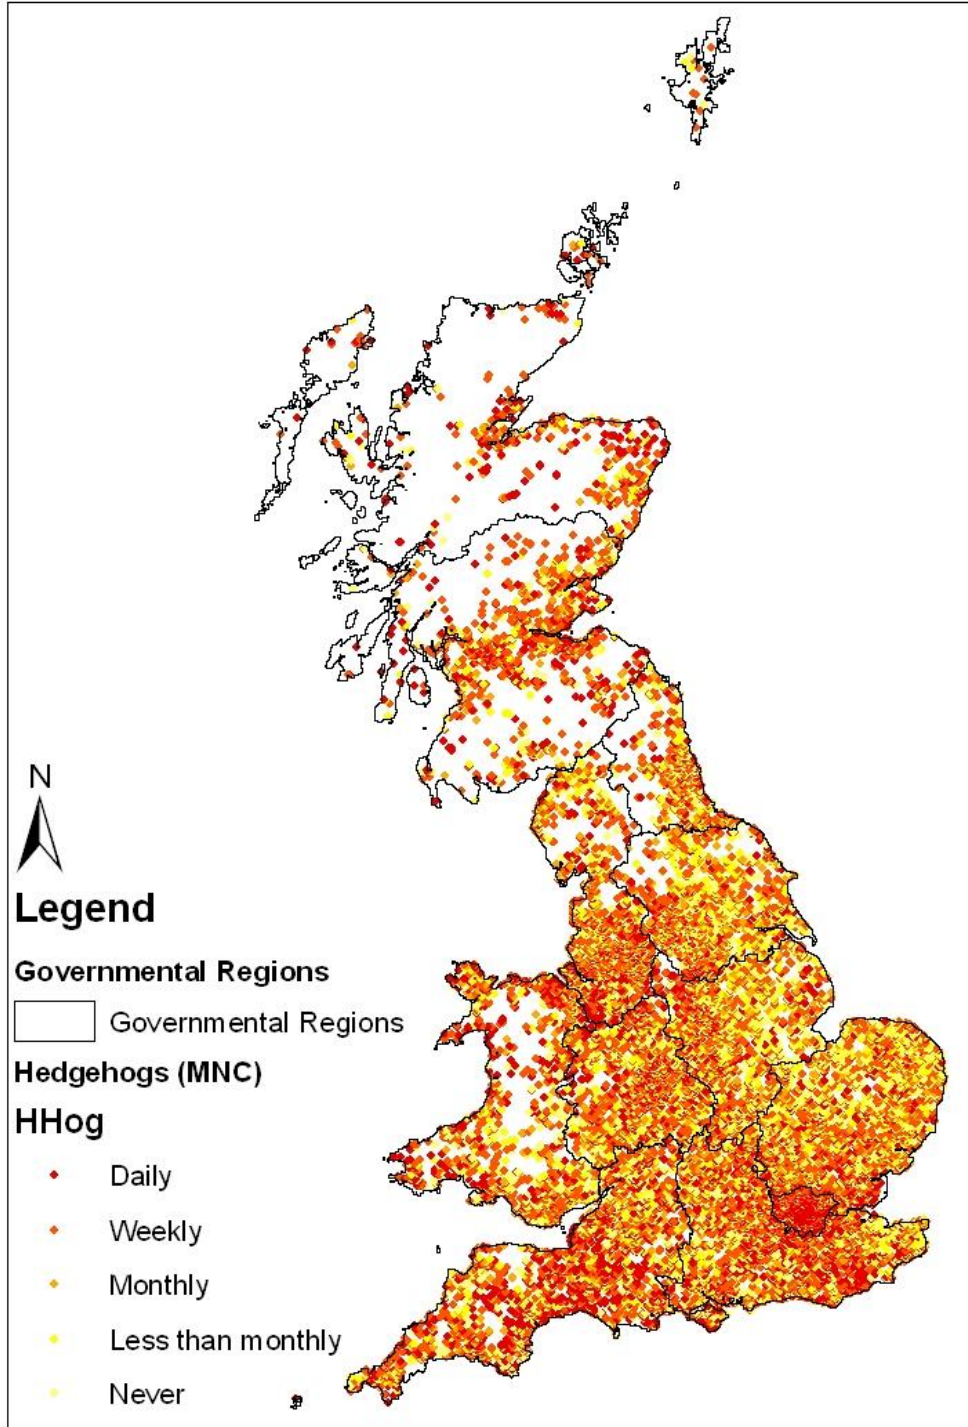 N
Legend
Governmental Regions
Governmental Regions
Hedgehogs (MNC)
HHog
Daily
Weekly
Monthly
Less than monthly
Never